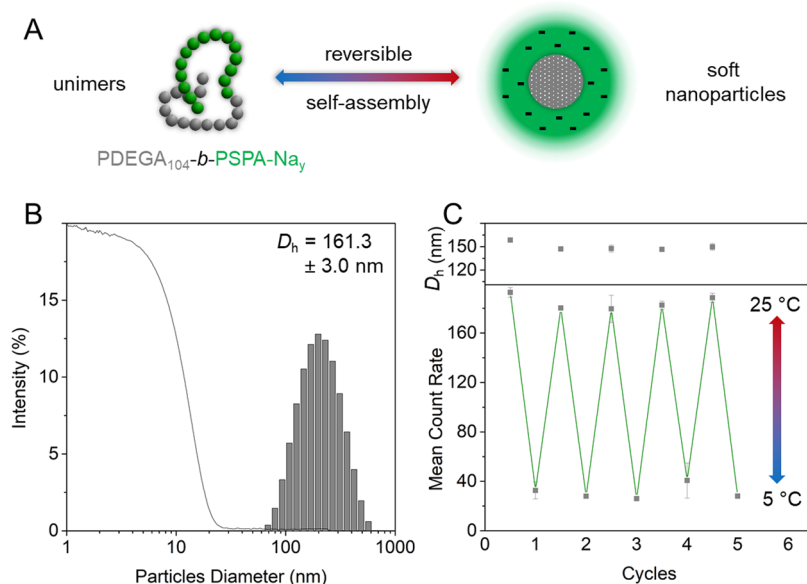 A
reversible
unimers
self-assembly
soft
nanoparticles
PDEGA₁₀₄-b-PSPA-Naᵧ
B
Dₕ = 161.3
± 3.0 nm
Intensity (%)
15
10
5
0
1
10
100
1000
Particles Diameter (nm)
C
Dₕ (nm)
150
120
Mean Count Rate
160
120
80
40
0
25 °C
5 °C
0
1
2
3
4
5
6
Cycles